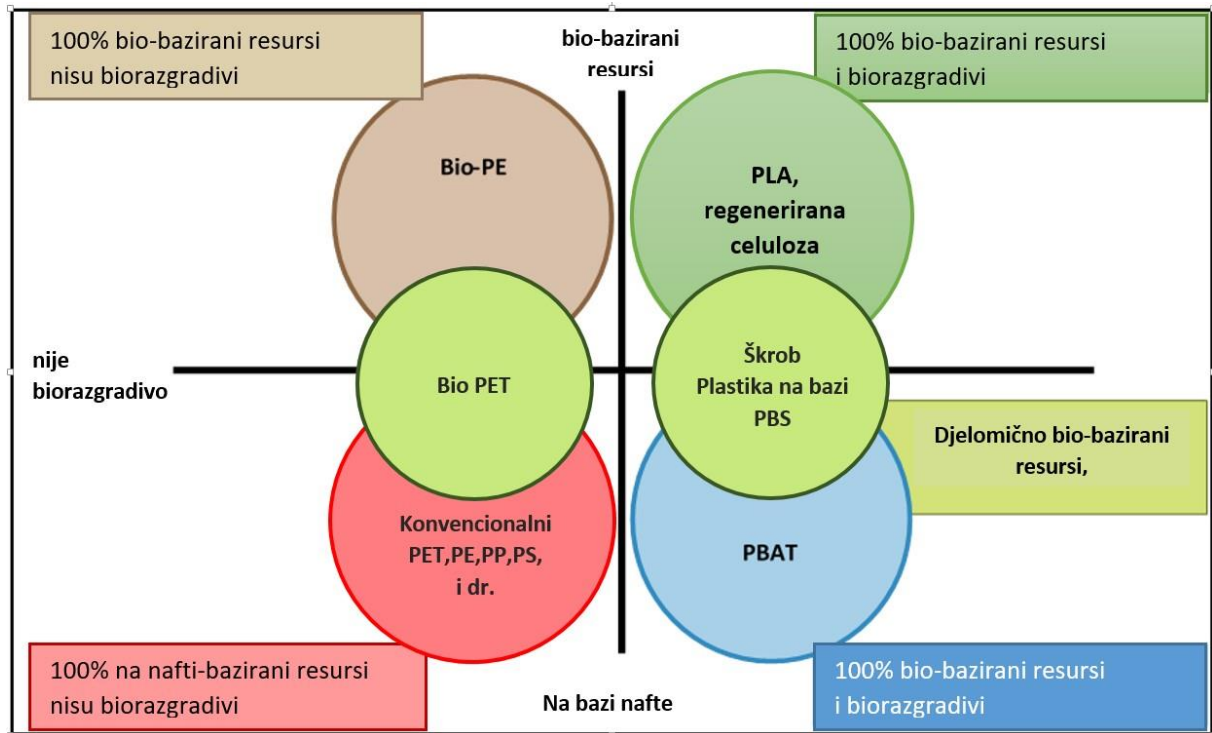 100% bio-bazirani resursi
nisu biorazgradivi
bio-bazirani
resursi
100% bio-bazirani resursi
i biorazgradivi
Bio-PE
PLA,
regenerirana
celuloza
nije
biorazgradivo
Bio PET
Škrob
Plastika na bazi
PBS
Djelomično bio-bazirani
resursi,
Konvencionalni
PET,PE,PP,PS,
i dr.
PBAT
100% na nafti-bazirani resursi
nisu biorazgradivi
Na bazi nafte
100% bio-bazirani resursi
i biorazgradivi